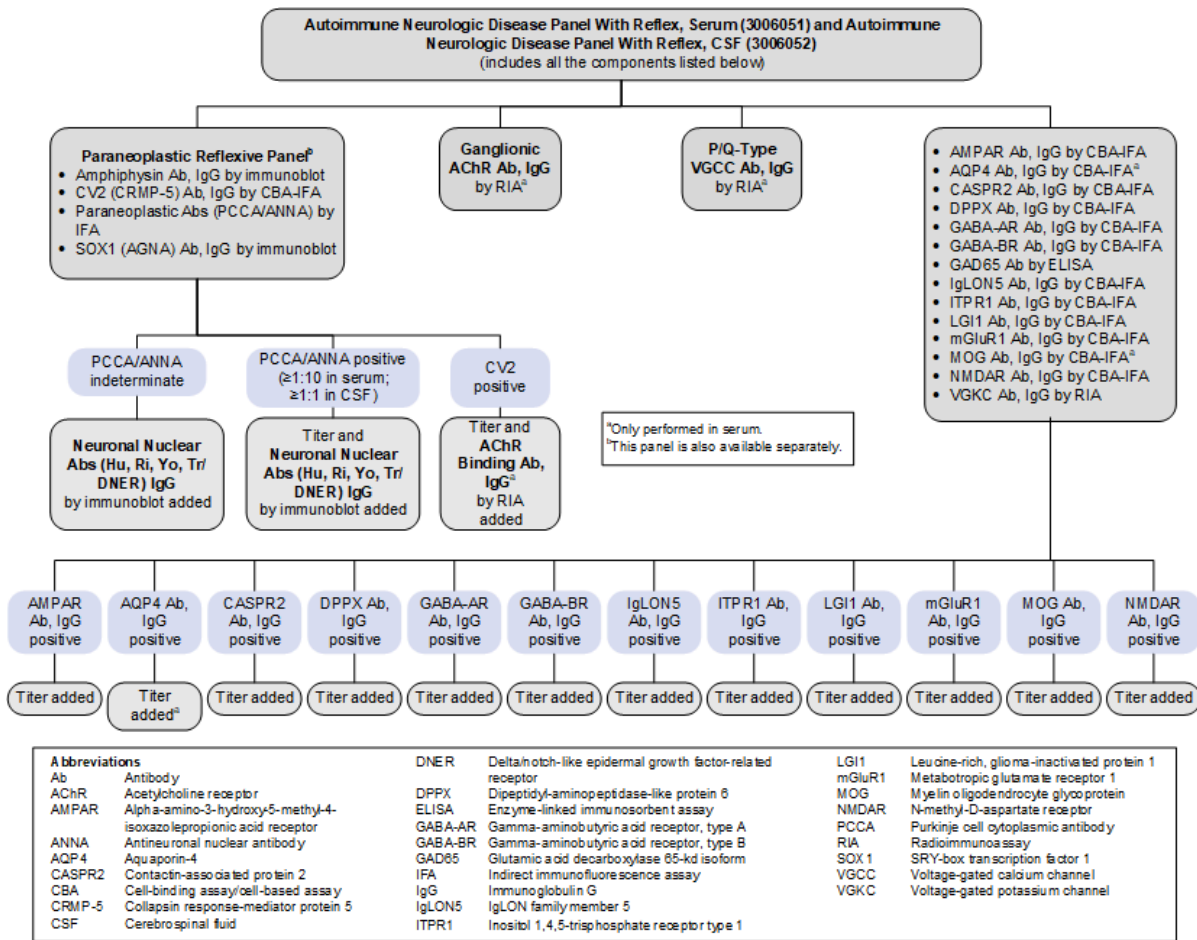 Autoimmune Neurologic Disease Panel With Reflex, Serum (3006051) and Autoimmune
Neurologic Disease Panel With Reflex, CSF (3006052)
(includes all the components listed below)
Paraneoplastic Reflexive Panelb
• Amphiphysin Ab, IgG by immunoblot
• CV2 (CRMP-5) Ab, IgG by CBA-IFA
• Paraneoplastic Abs (PCCA/ANNA) by
IFA
• SOX1 (AGNA) Ab, IgG by immunoblot
Ganglionic
AChR Ab, IgG
by RIAa
P/Q-Type
VGCC Ab, IgG
by RIAa
• AMPAR Ab, IgG by CBA-IFA
• AQP4 Ab, IgG by CBA-IFAa
• CASPR2 Ab, IgG by CBA-IFA
• DPPX Ab, IgG by CBA-IFA
• GABA-AR Ab, IgG by CBA-IFA
• GABA-BR Ab, IgG by CBA-IFA
• GAD65 Ab by ELISA
• IgLON5 Ab, IgG by CBA-IFA
• ITPR1 Ab, IgG by CBA-IFA
• LGI1 Ab, IgG by CBA-IFA
• mGluR1 Ab, IgG by CBA-IFA
• MOG Ab, IgG by CBA-IFAa
• NMDAR Ab, IgG by CBA-IFA
• VGKC Ab, IgG by RIA
PCCA/ANNA
indeterminate
PCCA/ANNA positive
(≥1:10 in serum;
≥1:1 in CSF)
CV2
positive
Neuronal Nuclear
Abs (Hu, Ri, Yo, Tr/
DNER) IgG
by immunoblot added
Titer and
Neuronal Nuclear
Abs (Hu, Ri, Yo, Tr/
DNER) IgG
by immunoblot added
Titer and
AChR
Binding Ab,
IgGa
by RIA
added
aOnly performed in serum.
bThis panel is also available separately.
AMPAR
Ab, IgG
positive
AQP4 Ab,
IgG
positive
CASPR2
Ab, IgG
positive
DPPX Ab,
IgG
positive
GABA-AR
Ab, IgG
positive
GABA-BR
Ab, IgG
positive
IgLON5
Ab, IgG
positive
ITPR1 Ab,
IgG
positive
LGI1 Ab,
IgG
positive
mGluR1
Ab, IgG
positive
MOG Ab,
IgG
positive
NMDAR
Ab, IgG
positive
Titer added
Titer
addeda
Titer added
Titer added
Titer added
Titer added
Titer added
Titer added
Titer added
Titer added
Titer added
Titer added
Abbreviations
Ab Antibody
AChR Acetylcholine receptor
AMPAR Alpha-amino-3-hydroxy-5-methyl-4-
isoxazolepropionic acid receptor
ANNA Antineuronal nuclear antibody
AQP4 Aquaporin-4
CASPR2 Contactin-associated protein 2
CBA Cell-binding assay/cell-based assay
CRMP-5 Collapsin response-mediator protein 5
CSF Cerebrospinal fluid
DNER Delta/notch-like epidermal growth factor-related
receptor
DPPX Dipeptidyl-aminopeptidase-like protein 6
ELISA Enzyme-linked immunosorbent assay
GABA-AR Gamma-aminobutyric acid receptor, type A
GABA-BR Gamma-aminobutyric acid receptor, type B
GAD65 Glutamic acid decarboxylase 65-kd isoform
IFA Indirect immunofluorescence assay
IgG Immunoglobulin G
IgLON5 IgLON family member 5
ITPR1 Inositol 1,4,5-trisphosphate receptor type 1
LGI1 Leucine-rich, glioma-inactivated protein 1
mGluR1 Metabotropic glutamate receptor 1
MOG Myelin oligodendrocyte glycoprotein
NMDAR N-methyl-D-aspartate receptor
PCCA Purkinje cell cytoplasmic antibody
RIA Radioimmunoassay
SOX1 SRY-box transcription factor 1
VGCC Voltage-gated calcium channel
VGKC Voltage-gated potassium channel